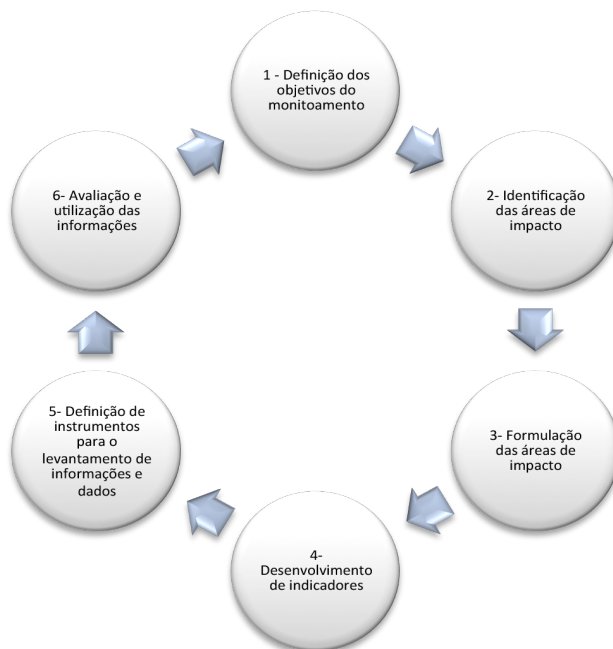 1 - Definição dos
objetivos do
monitoamento
2- Identificação
das áreas de
impacto
3- Formulação
das áreas de
impacto
4-
Desenvolvimento
de indicadores
5- Definição de
instrumentos
para o
levantamento de
informações e
dados
6- Avaliação e
utilização das
informações